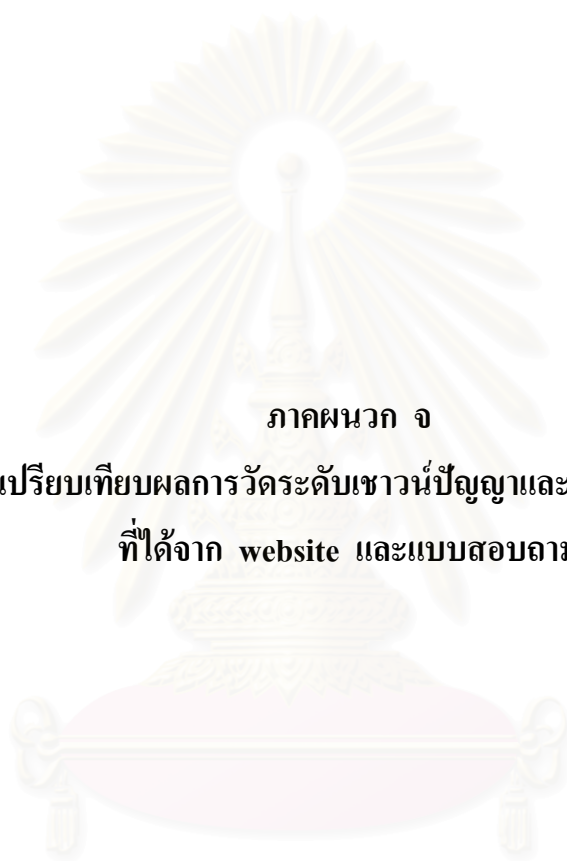 ภาคผนวก จ
เปรียบเทียบผลการวัดระดับเชาวน์ปัญญาและ
ที่ได้จาก website และแบบสอบถาม